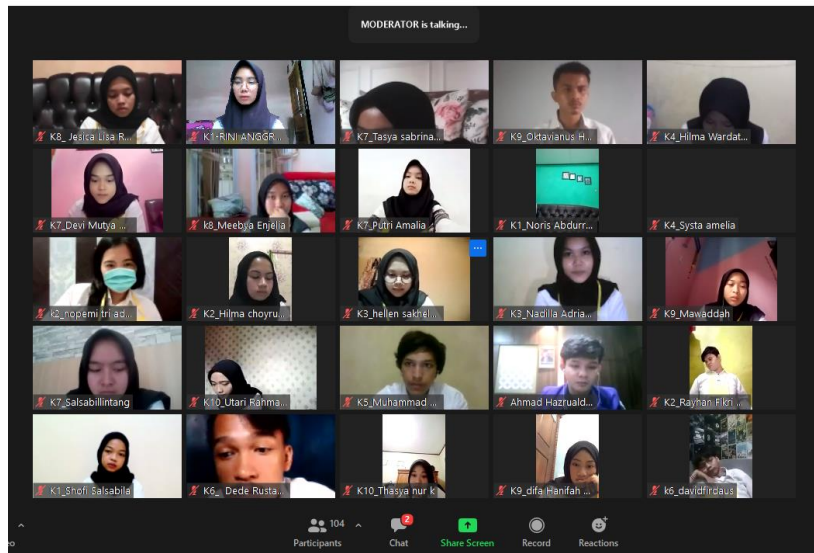 MODERATOR is talking...
K8_ Jesica Lisa R...
K1-RINI ANGGR...
K7_Tasya sabrina...
K9_Oktavianus H...
K4_Hilma Wardat...
K7_Devi Mutya ...
k8_Meebya Enjelia
K7_Putri Amalia
K1_Noris Abdurr...
K4_Systa amelia
k2_nopemi tri ad...
K2_Hilma choyru...
K3_hellen sakhel...
K3_Nadilla Adria...
K9_Mawaddah
K7_Salsabillintang
K10_Utari Rahma...
K5_Muhammad ...
Ahmad Hazruald...
K2_Rayhan Fikri ...
K1_Shofi Salsabila
K6_ Dede Rusta...
K10_Thasya nur k
K9_difa Hanifah ...
k6_davidfirdaus
eo
104
2
Participants
Chat
Share Screen
Record
Reactions